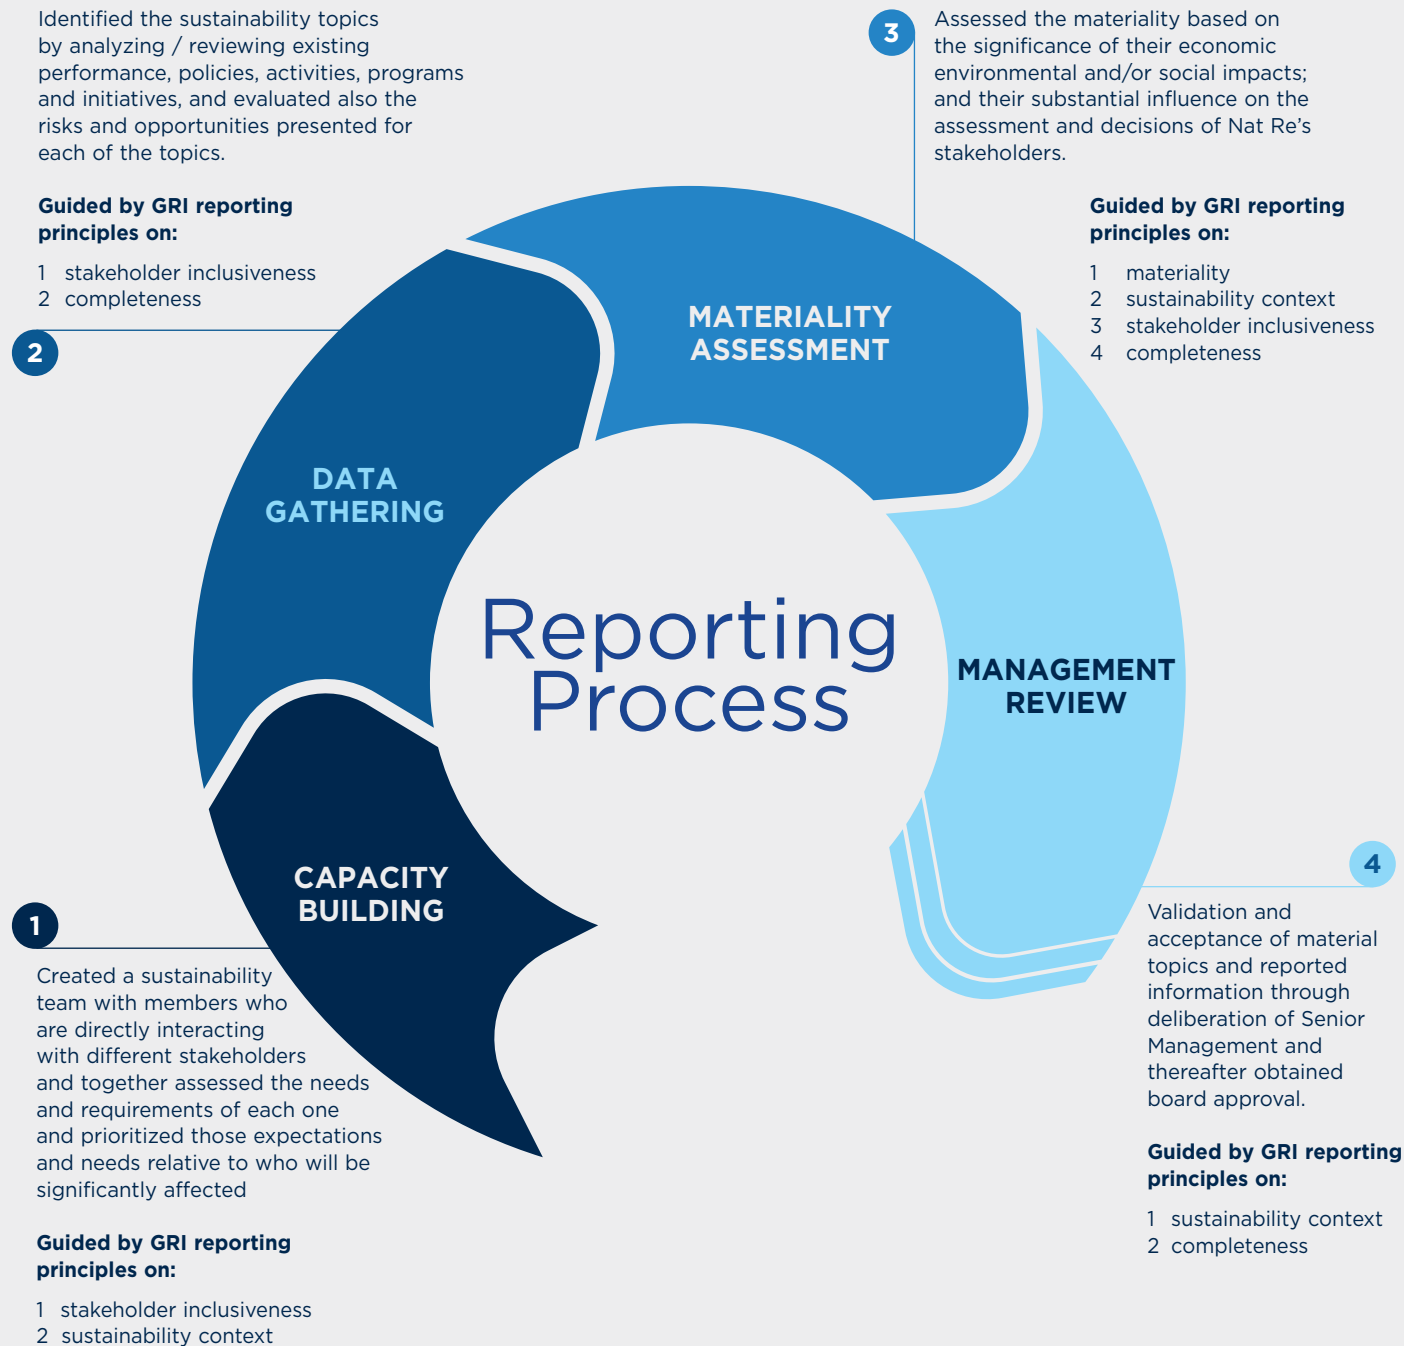 Identified the sustainability topics
by analyzing / reviewing existing
performance, policies, activities, programs
and initiatives, and evaluated also the
risks and opportunities presented for
each of the topics.
Guided by GRI reporting
principles on:
1 stakeholder inclusiveness
2 completeness
2
3
Assessed the materiality based on
the significance of their economic
environmental and/or social impacts;
and their substantial influence on the
assessment and decisions of Nat Re's
stakeholders.
Guided by GRI reporting
principles on:
1 materiality
2 sustainability context
3 stakeholder inclusiveness
4 completeness
MATERIALITY
ASSESSMENT
DATA
GATHERING
Reporting
Process
MANAGEMENT
REVIEW
CAPACITY
BUILDING
1
Created a sustainability
team with members who
are directly interacting
with different stakeholders
and together assessed the needs
and requirements of each one
and prioritized those expectations
and needs relative to who will be
significantly affected
Guided by GRI reporting
principles on:
1 stakeholder inclusiveness
2 sustainability context
4
Validation and
acceptance of material
topics and reported
information through
deliberation of Senior
Management and
thereafter obtained
board approval.
Guided by GRI reporting
principles on:
1 sustainability context
2 completeness